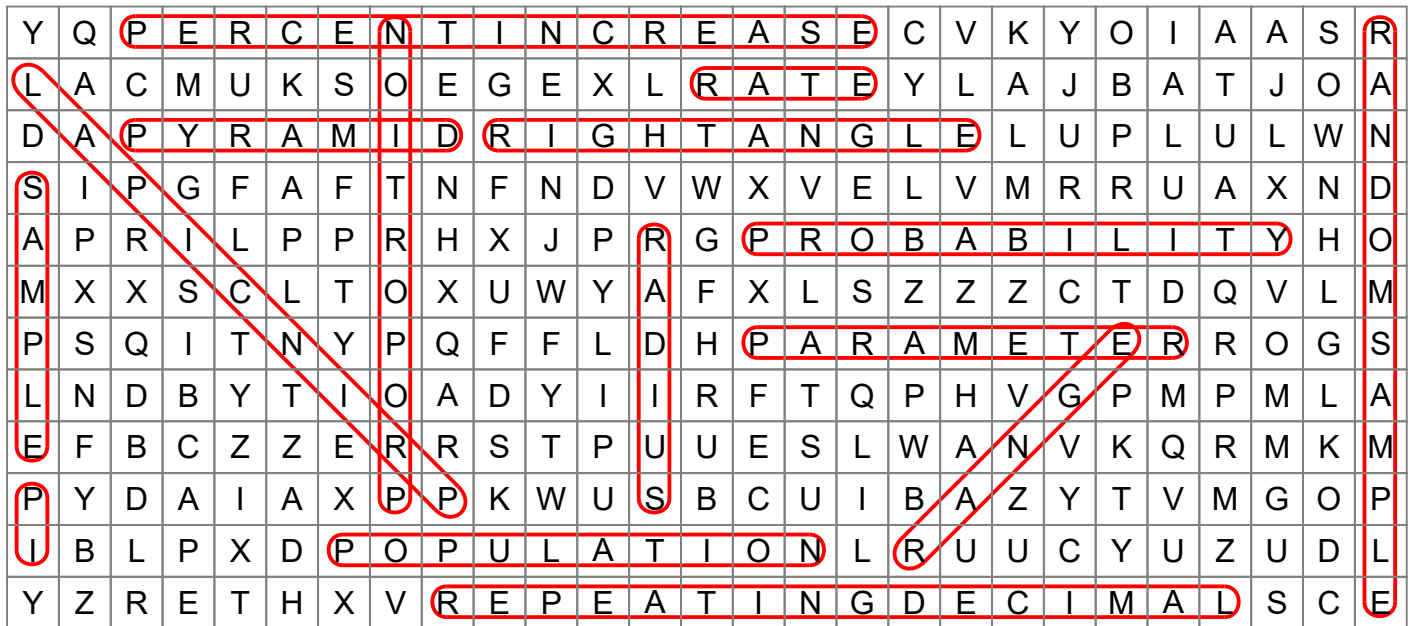 Y Q P E R C E N T I N C R E A S E C V K Y O I A A S R
L A C M U K S O E G E X L R A T E Y L A J B A T J O A
D A P Y R A M I D R I G H T A N G L E L U P L U L W N
S I P G F A F T N F N D V W X V E L V M R R U A X N D
A P R I L P P R H X J P R G P R O B A B I L I T Y H O
M X X S C L T O X U W Y A F X L S Z Z Z C T D Q V L M
P S Q I T N Y P Q F F L D H P A R A M E T E R R O G S
L N D B Y T I O A D Y I I R F T Q P H V G P M P M L A
E F B C Z Z E R R S T P U U E S L W A N V K Q R M K M
P Y D A I A X P P K W U S B C U I B A Z Y T V M G O P
I B L P X D P O P U L A T I O N L R U U C Y U Z U D L
Y Z R E T H X V R E P E A T I N G D E C I M A L S C E